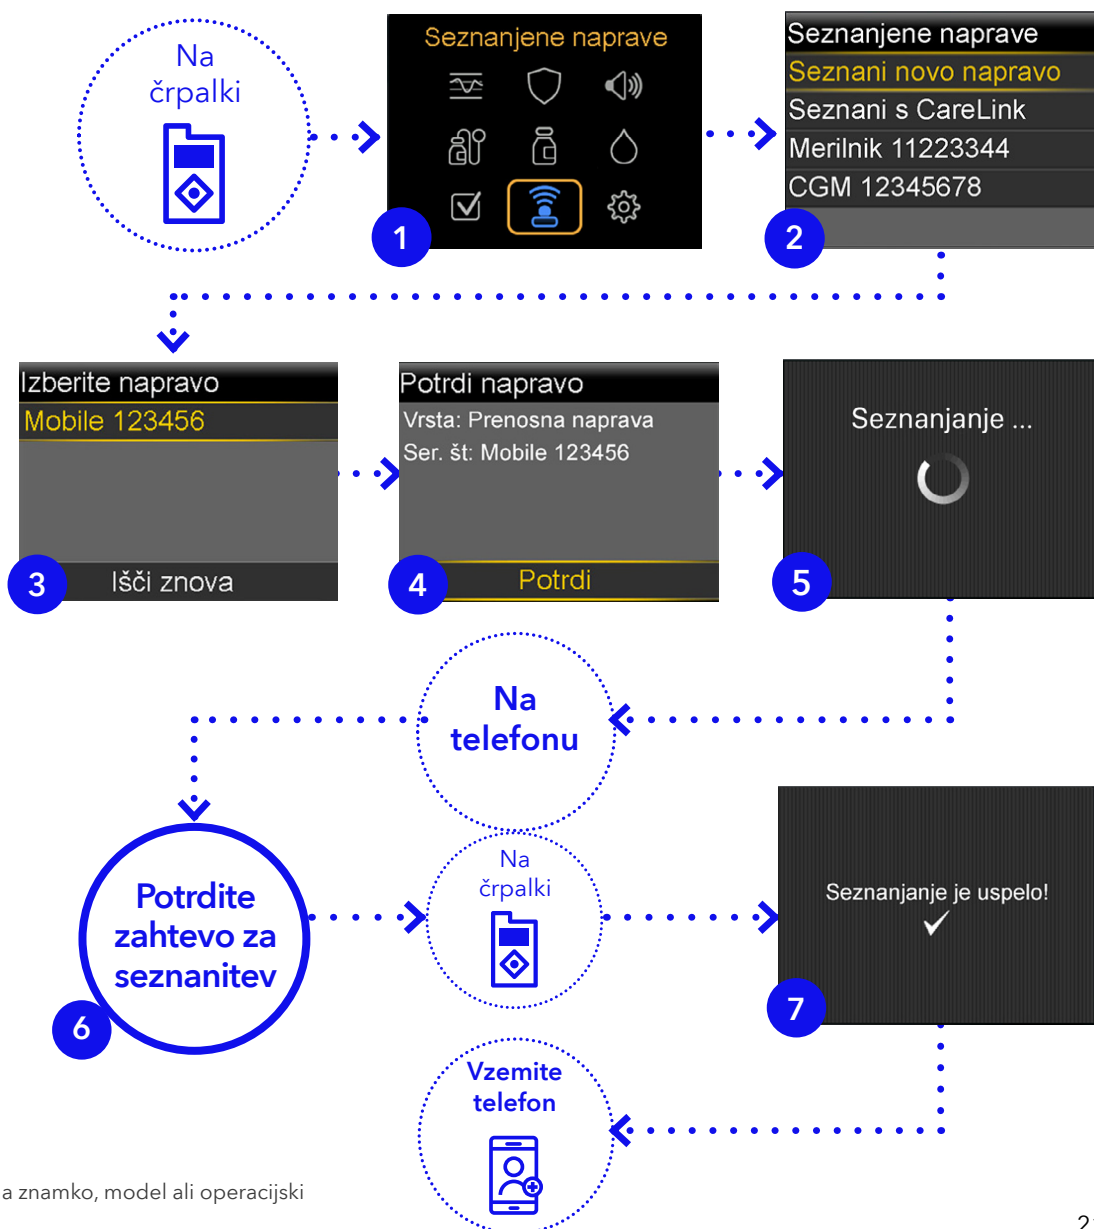 Na
črpalki
Seznanjene naprave
1
Seznanjene naprave
Seznani novo napravo
Seznani s CareLink
Merilnik 11223344
CGM 12345678
2
Izberite napravo
Mobile 123456
Išči znova
3
Potrdi napravo
Vrsta: Prenosna naprava
Ser. št: Mobile 123456
Potrdi
4
Seznanjanje ...
5
Na
telefonu
Potrdite
zahtevo za
seznanitev
6
Na
črpalki
Seznanjanje je uspelo!
7
Vzemite
telefon
a znamko, model ali operacijski